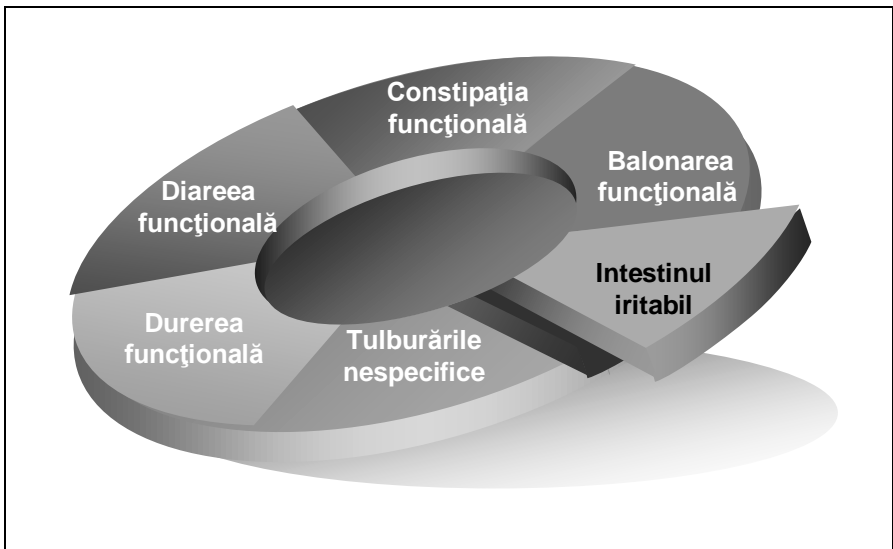 Constipaţia
funcţională
Balonarea
funcţională
Diareea
funcţională
Intestinul
iritabil
Durerea
funcţională
Tulburările
nespecifice